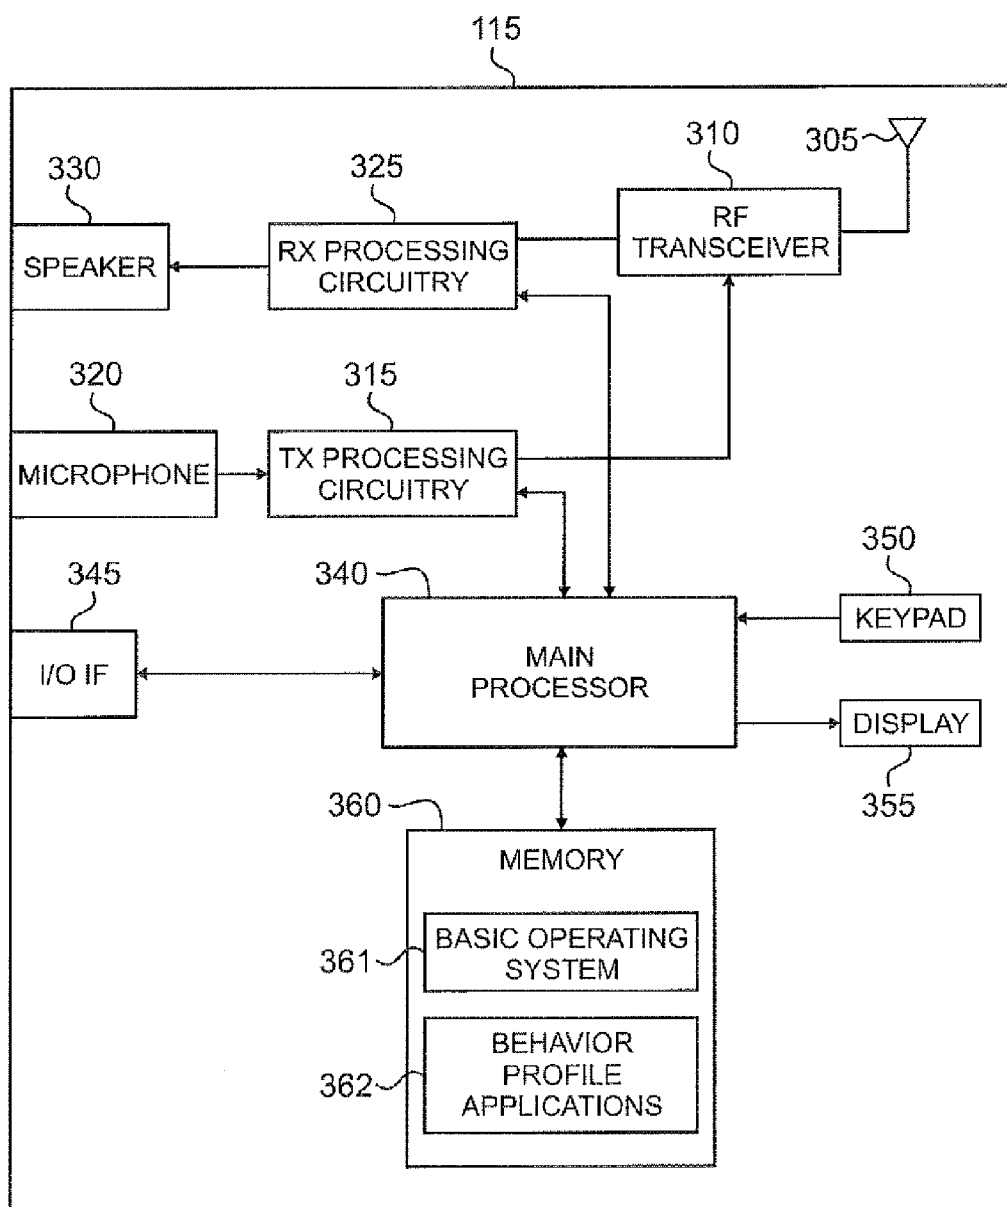 115
305
310
325
330
RF
TRANSCEIVER
RX PROCESSING
CIRCUITRY
SPEAKER
320
315
MICROPHONE
TX PROCESSING
CIRCUITRY
345
340
350
KEYPAD
I/O IF
MAIN
PROCESSOR
DISPLAY
355
360
MEMORY
361
BASIC OPERATING
SYSTEM
362
BEHAVIOR
PROFILE
APPLICATIONS